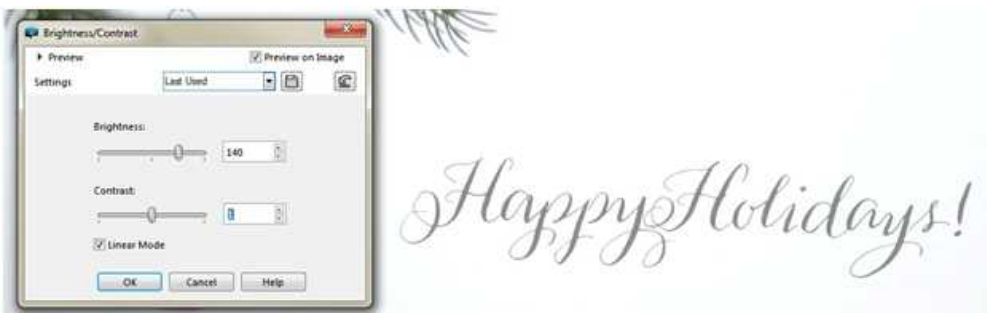 Brightness/Contrast
Preview
Preview on Image
Settings
Last Used
Brightness:
140
Contrast:
Linear Mode
OK
Cancel
Help
Happy Holidays!